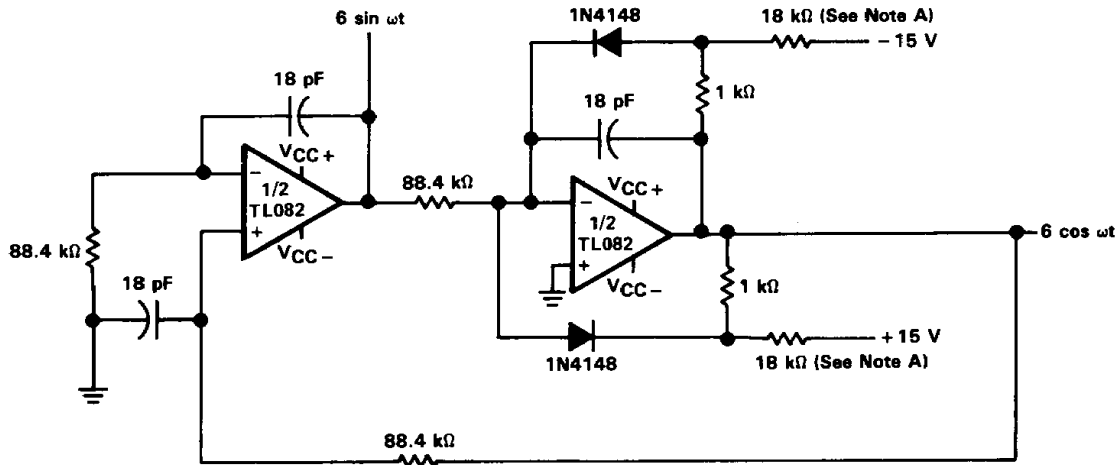 6 sin ωt
1N4148
18 kΩ (See Note A)
− 15 V
18 pF
1 kΩ
18 pF
VCC+
−
1/2
TL082
+
VCC−
88.4 kΩ
88.4 kΩ
VCC+
−
1/2
TL082
+
VCC−
6 cos ωt
18 pF
1 kΩ
1N4148
+15 V
18 kΩ (See Note A)
88.4 kΩ